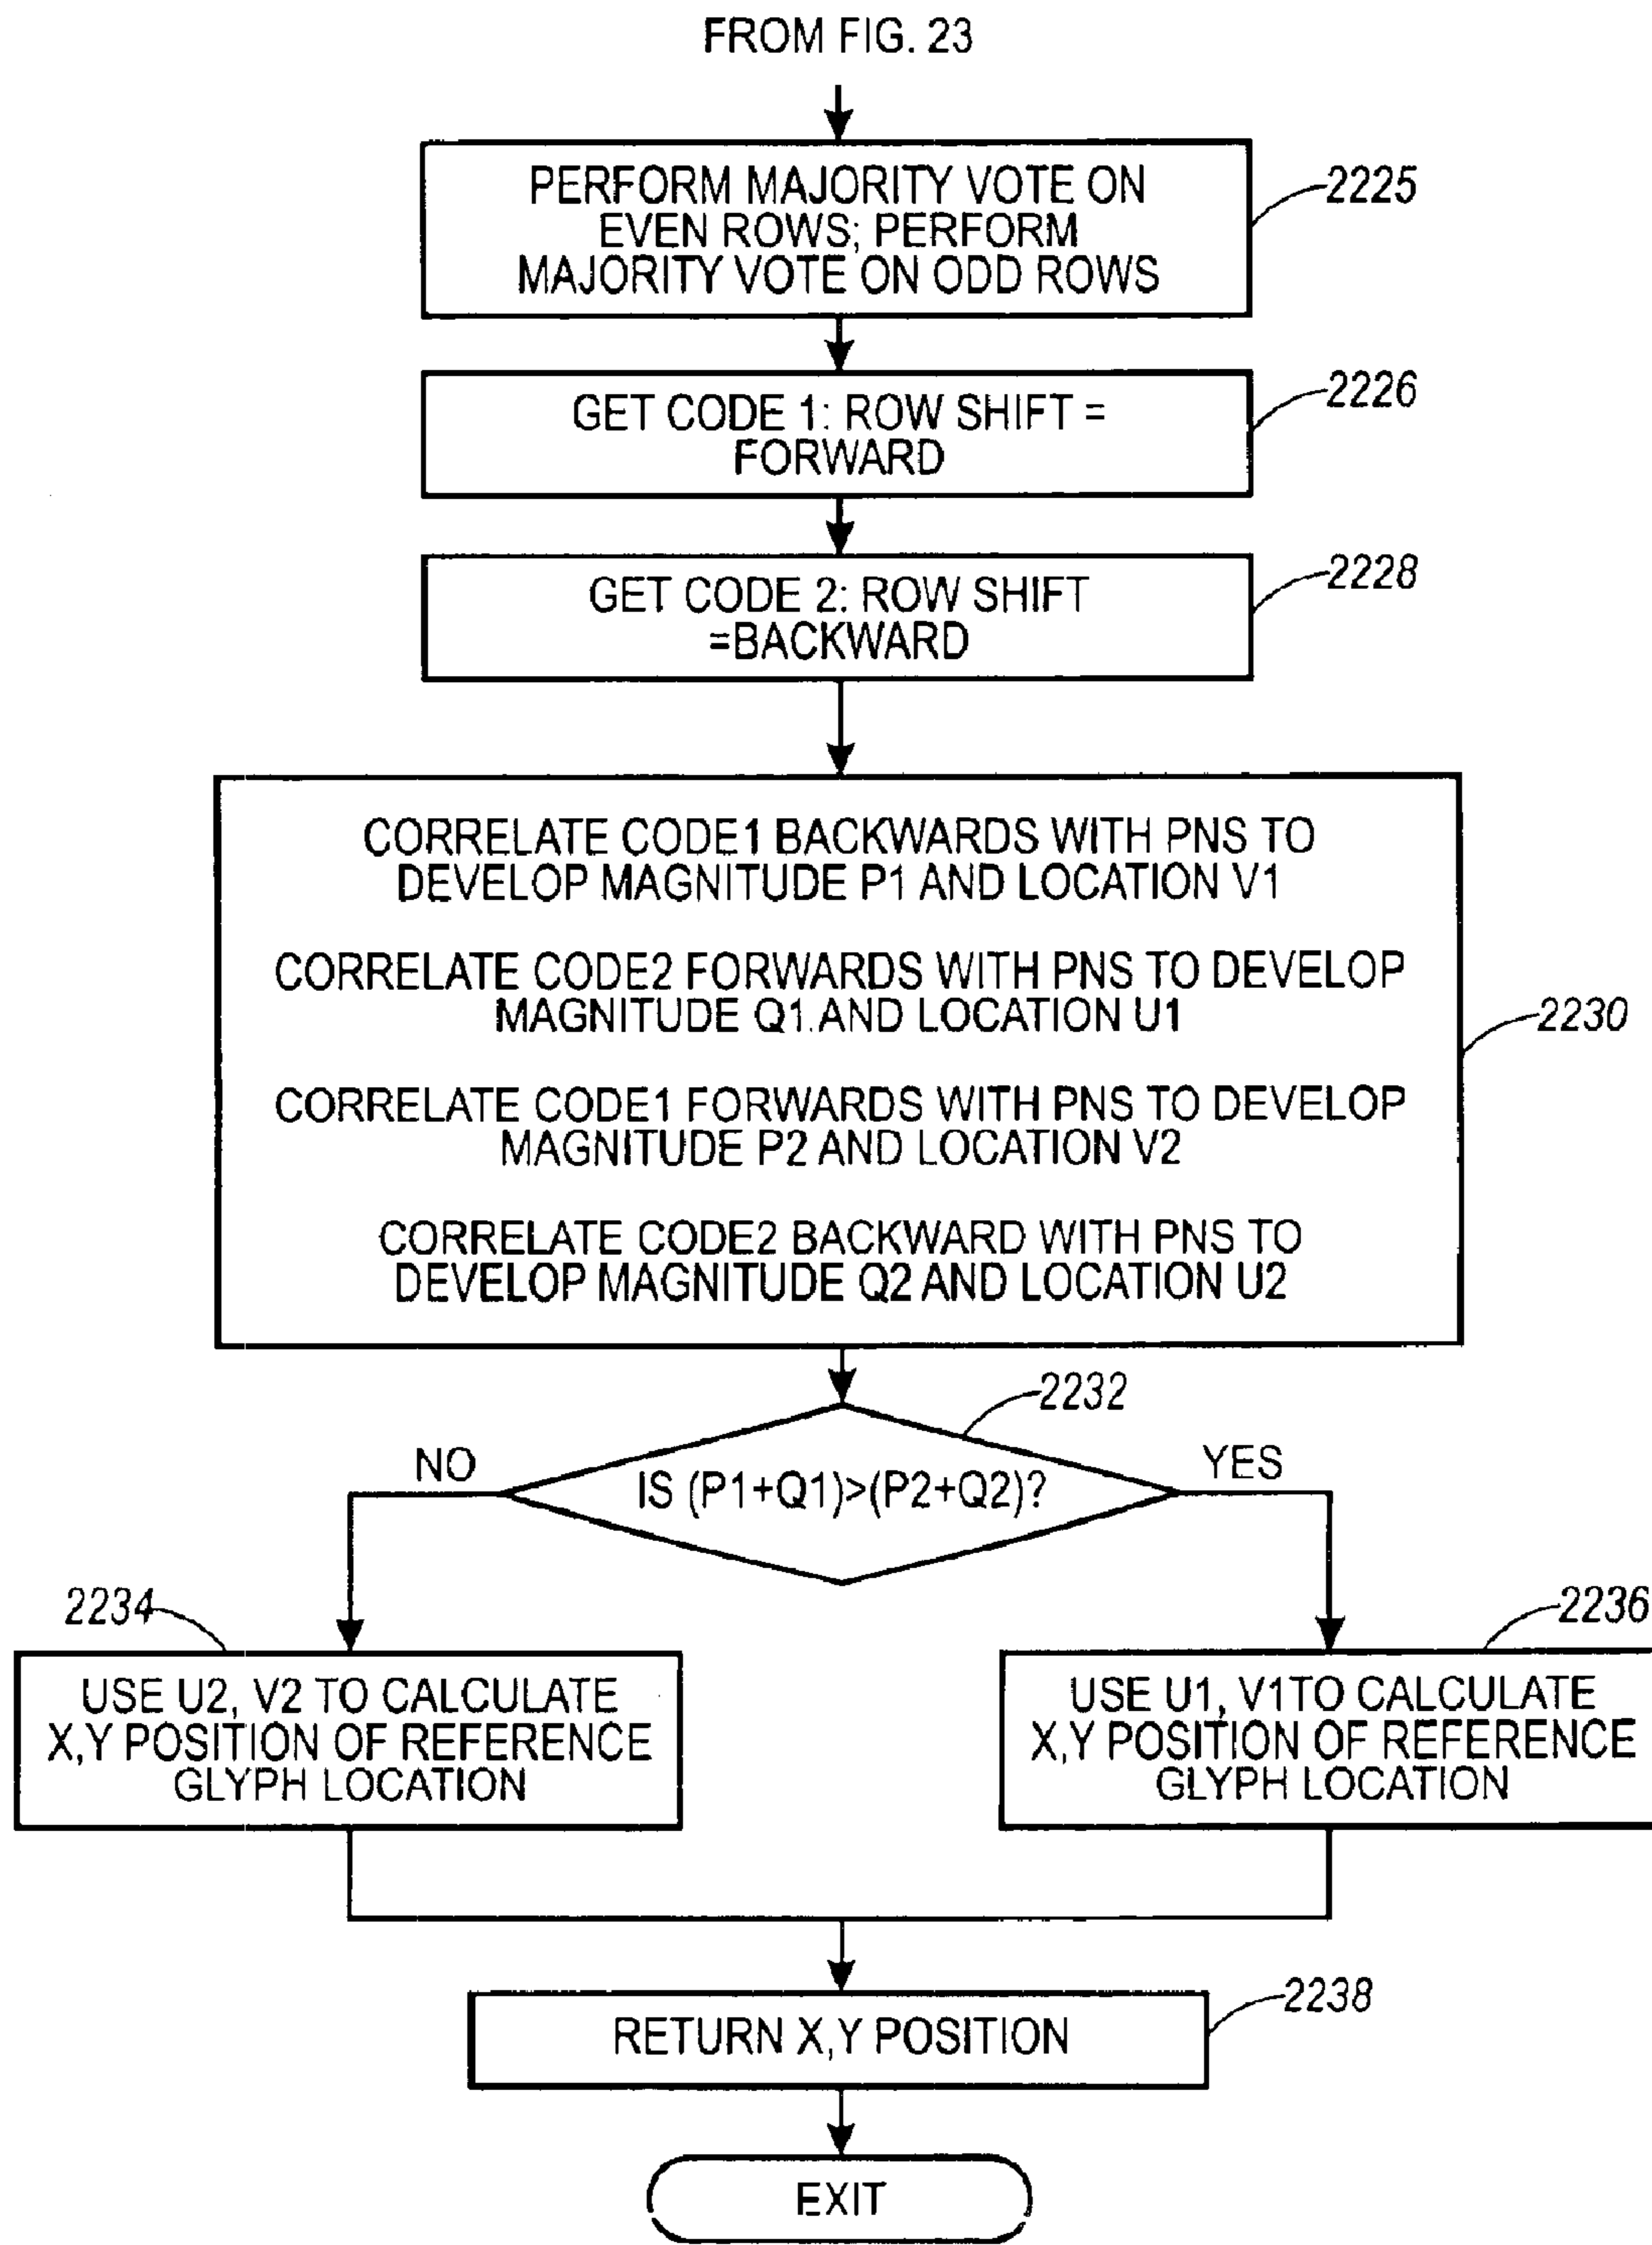 FROM FIG. 23
PERFORM MAJORITY VOTE ON
EVEN ROWS; PERFORM
MAJORITY VOTE ON ODD ROWS
2225
GET CODE 1: ROW SHIFT =
FORWARD
2226
GET CODE 2: ROW SHIFT
=BACKWARD
2228
CORRELATE CODE1 BACKWARDS WITH PNS TO
DEVELOP MAGNITUDE P1 AND LOCATION V1
CORRELATE CODE2 FORWARDS WITH PNS TO DEVELOP
MAGNITUDE Q1.AND LOCATION U1
CORRELATE CODE1 FORWARDS WITH PNS TO DEVELOP
MAGNITUDE P2 AND LOCATION V2
CORRELATE CODE2 BACKWARD WITH PNS TO
DEVELOP MAGNITUDE Q2 AND LOCATION U2
2230
2232
NO
IS (P1+Q1)>(P2+Q2)?
YES
2234
USE U2, V2 TO CALCULATE
X,Y POSITION OF REFERENCE
GLYPH LOCATION
2236
USE U1, V1TO CALCULATE
X,Y POSITION OF REFERENCE
GLYPH LOCATION
2238
RETURN X,Y POSITION
EXIT